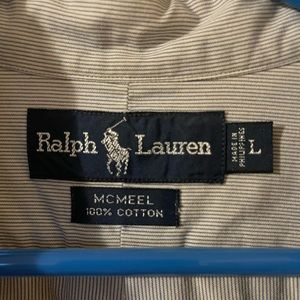 Ralph Lauren
MADE IN
PHILIPPINES
L
MCMEEL
100% COTTON